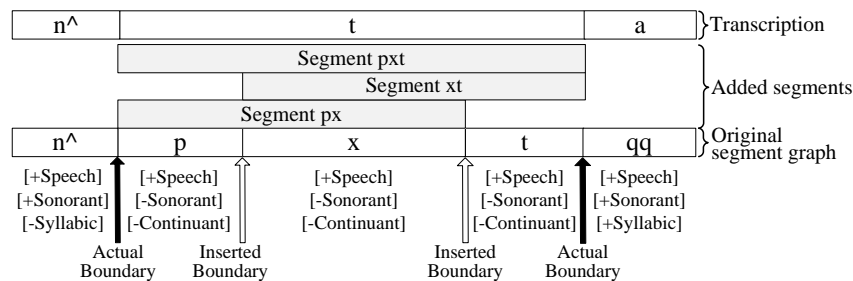 n^ t a Transcription
Segment pxt
Segment xt
Added segments
Segment px
n^ p x t qq Original
segment graph
[+Speech] [+Speech] [+Speech] [+Speech] [+Speech]
[+Sonorant] [-Sonorant] [-Sonorant] [-Sonorant] [+Sonorant]
[-Syllabic] [-Continuant] [-Continuant] [-Continuant] [+Syllabic]
Actual Inserted Inserted Actual
Boundary Boundary Boundary Boundary